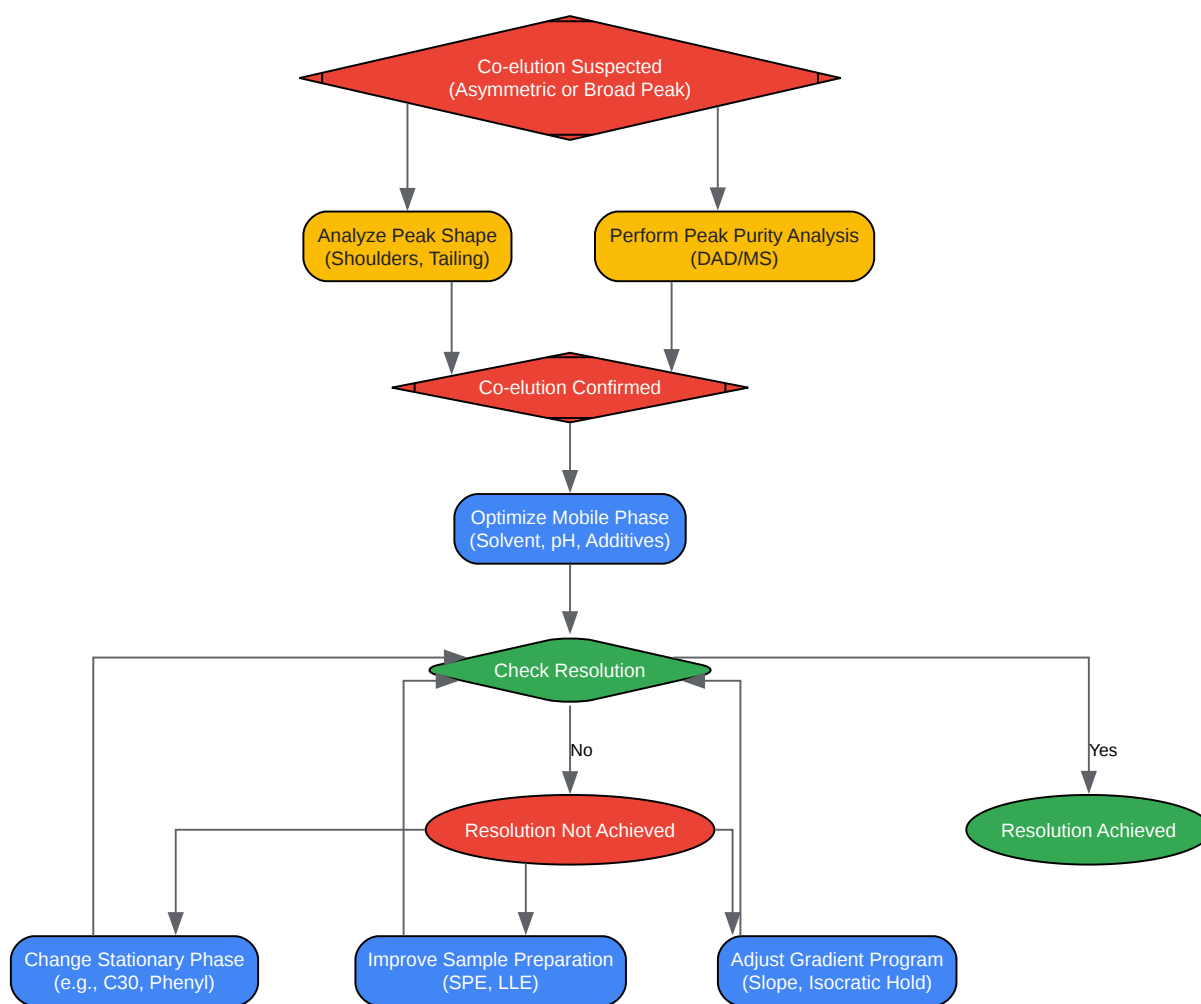 Co-elution Suspected
(Asymmetric or Broad Peak)
Analyze Peak Shape
(Shoulders, Tailing)
Perform Peak Purity Analysis
(DAD/MS)
Co-elution Confirmed
Optimize Mobile Phase
(Solvent, pH, Additives)
Check Resolution
No
Yes
Resolution Not Achieved
Resolution Achieved
Change Stationary Phase
(e.g., C30, Phenyl)
Improve Sample Preparation
(SPE, LLE)
Adjust Gradient Program
(Slope, Isocratic Hold)